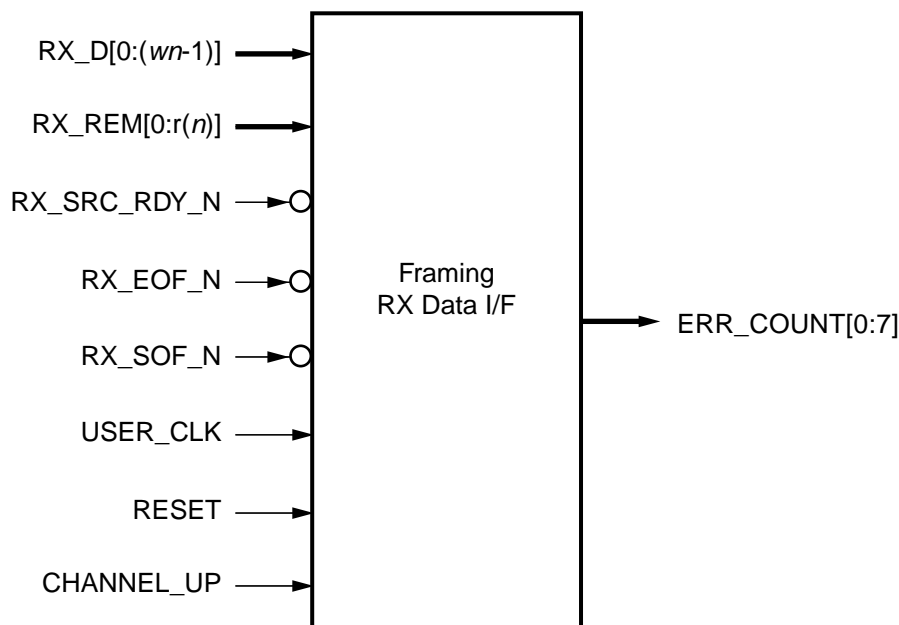 RX_D[0:(wn-1)]
RX_REM[0:r(n)]
RX_SRC_RDY_N
RX_EOF_N
RX_SOF_N
USER_CLK
RESET
CHANNEL_UP
Framing
RX Data I/F
ERR_COUNT[0:7]